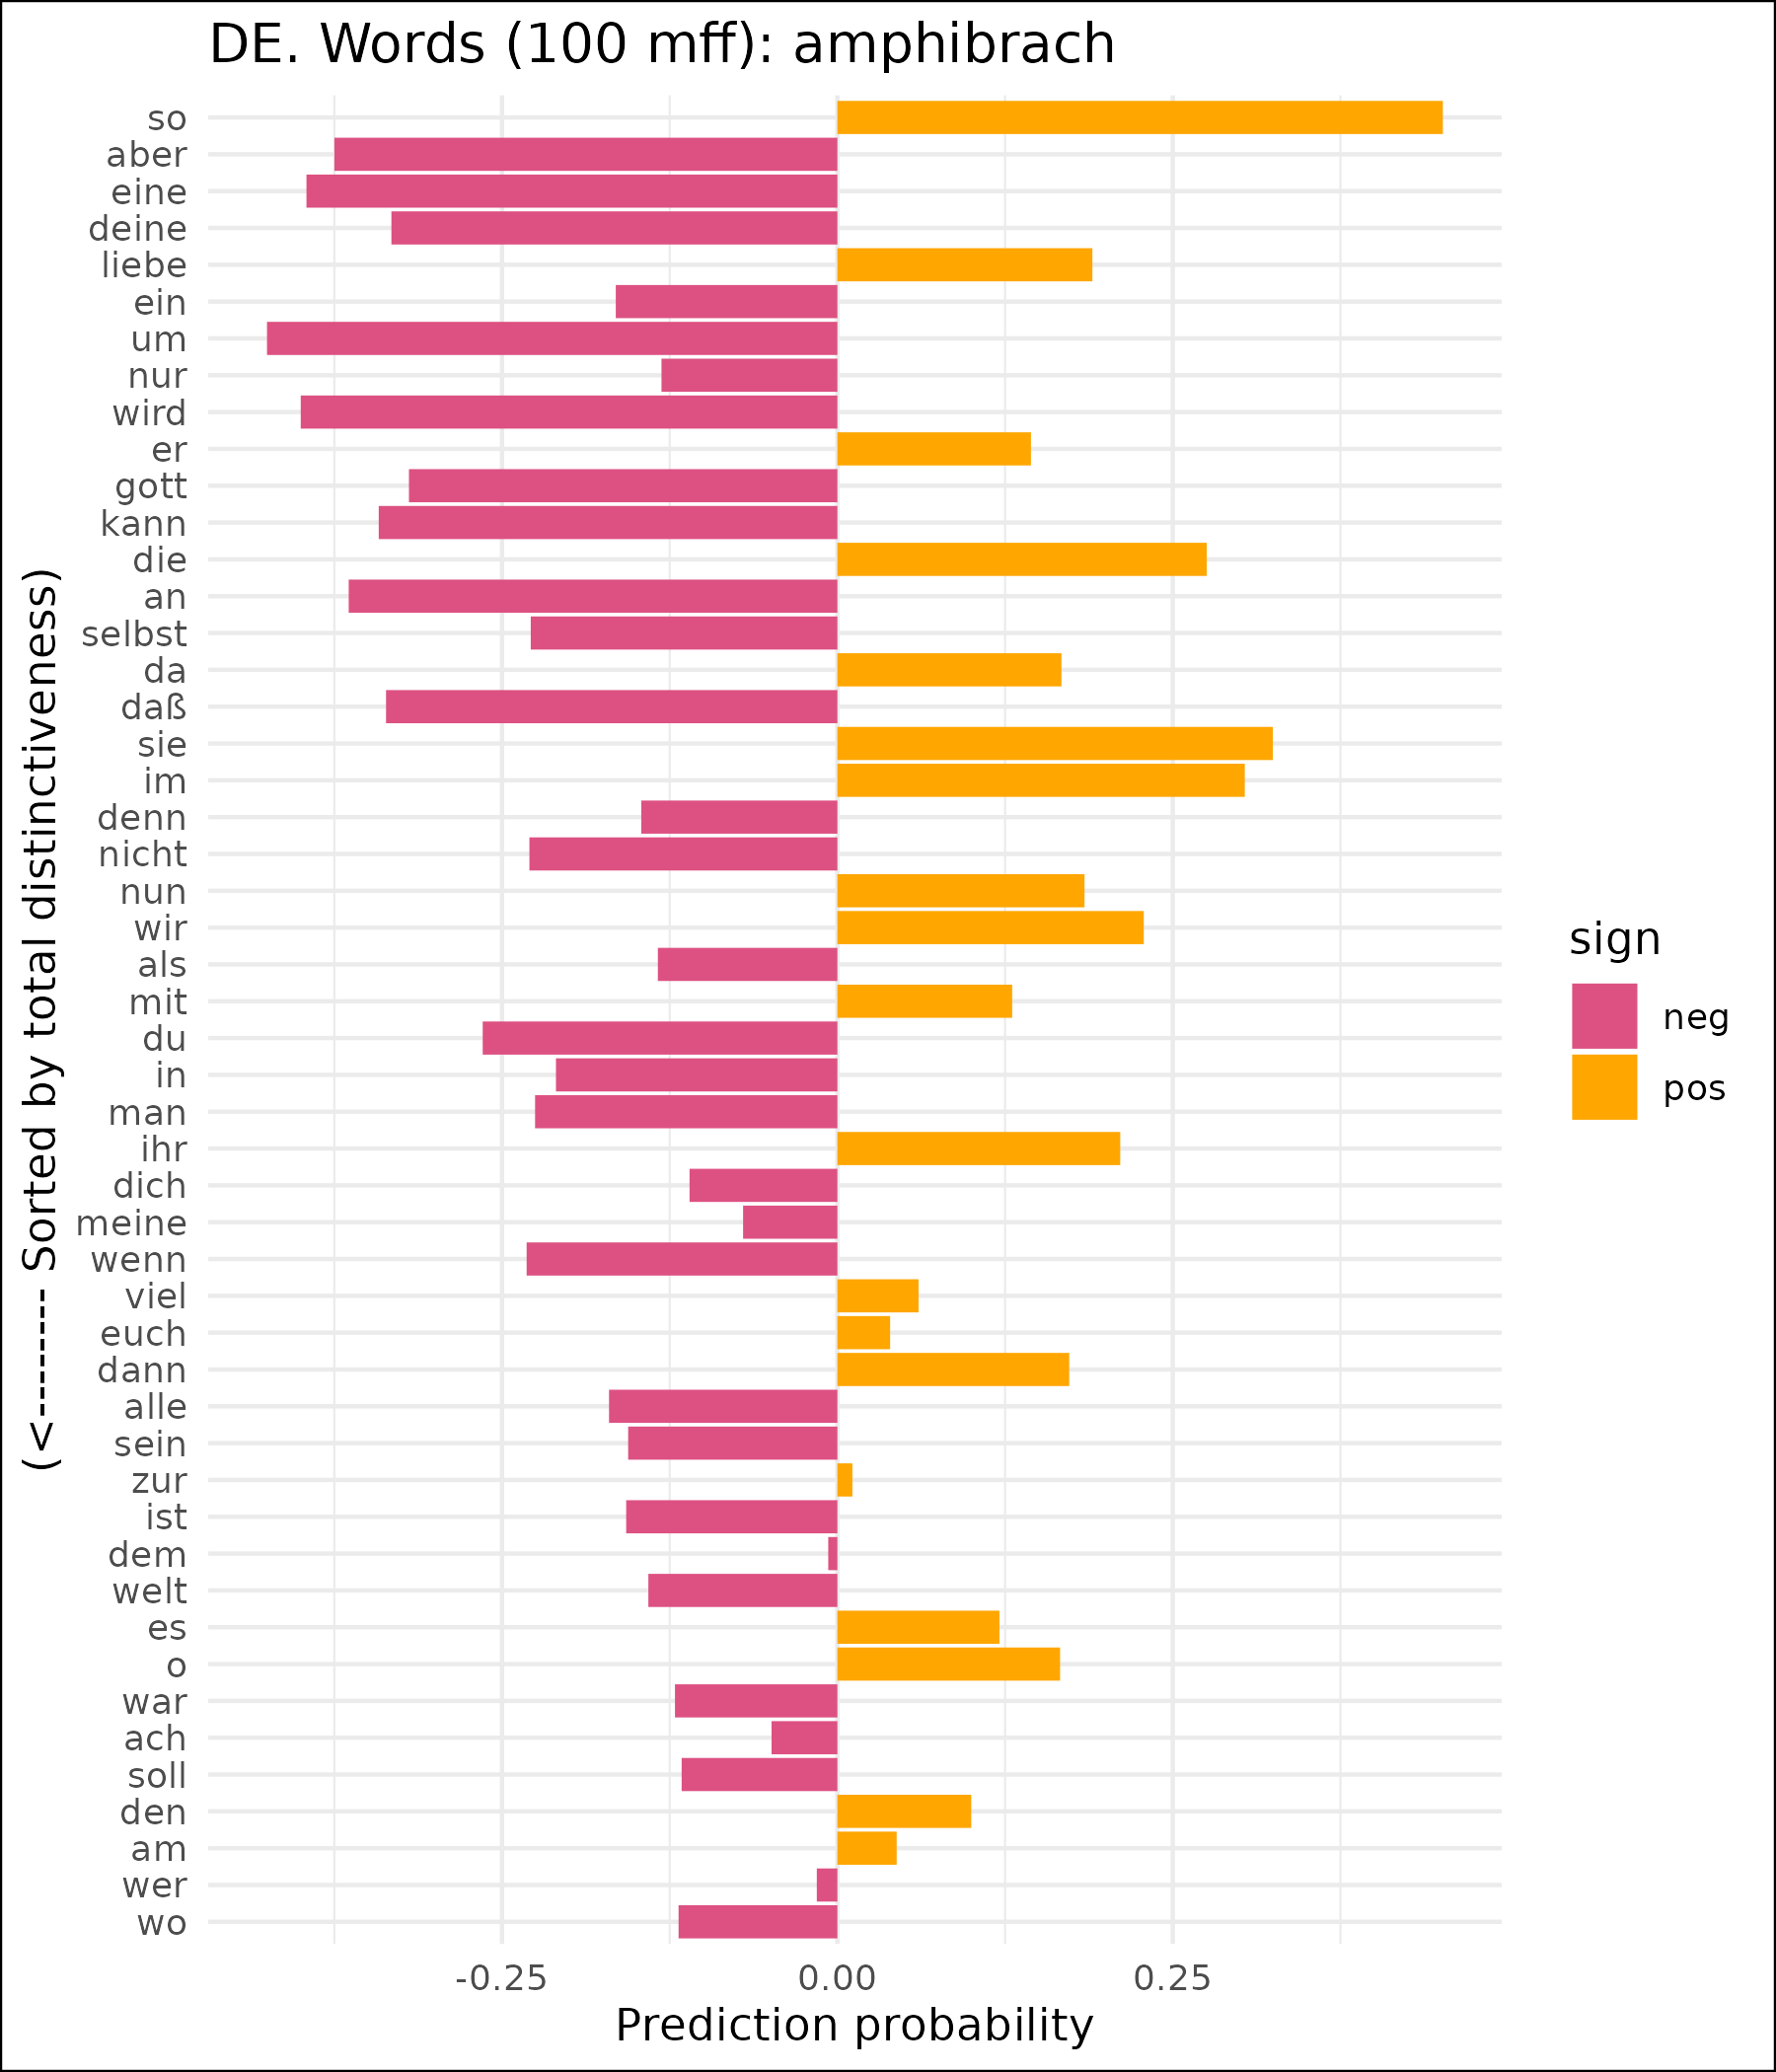 DE. Words (100 mff): amphibrach
so
aber
eine
deine
liebe
ein
um
nur
wird
er
gott
kann
die
an
selbst
da
daß
sie
im
denn
nicht
nun
wir
als
mit
du
in
man
ihr
dich
meine
wenn
viel
euch
dann
alle
sein
zur
ist
dem
welt
es
o
war
ach
soll
den
am
wer
wo
(<--------- Sorted by total distinctiveness)
-0.25 0.00 0.25
Prediction probability
sign
neg
pos